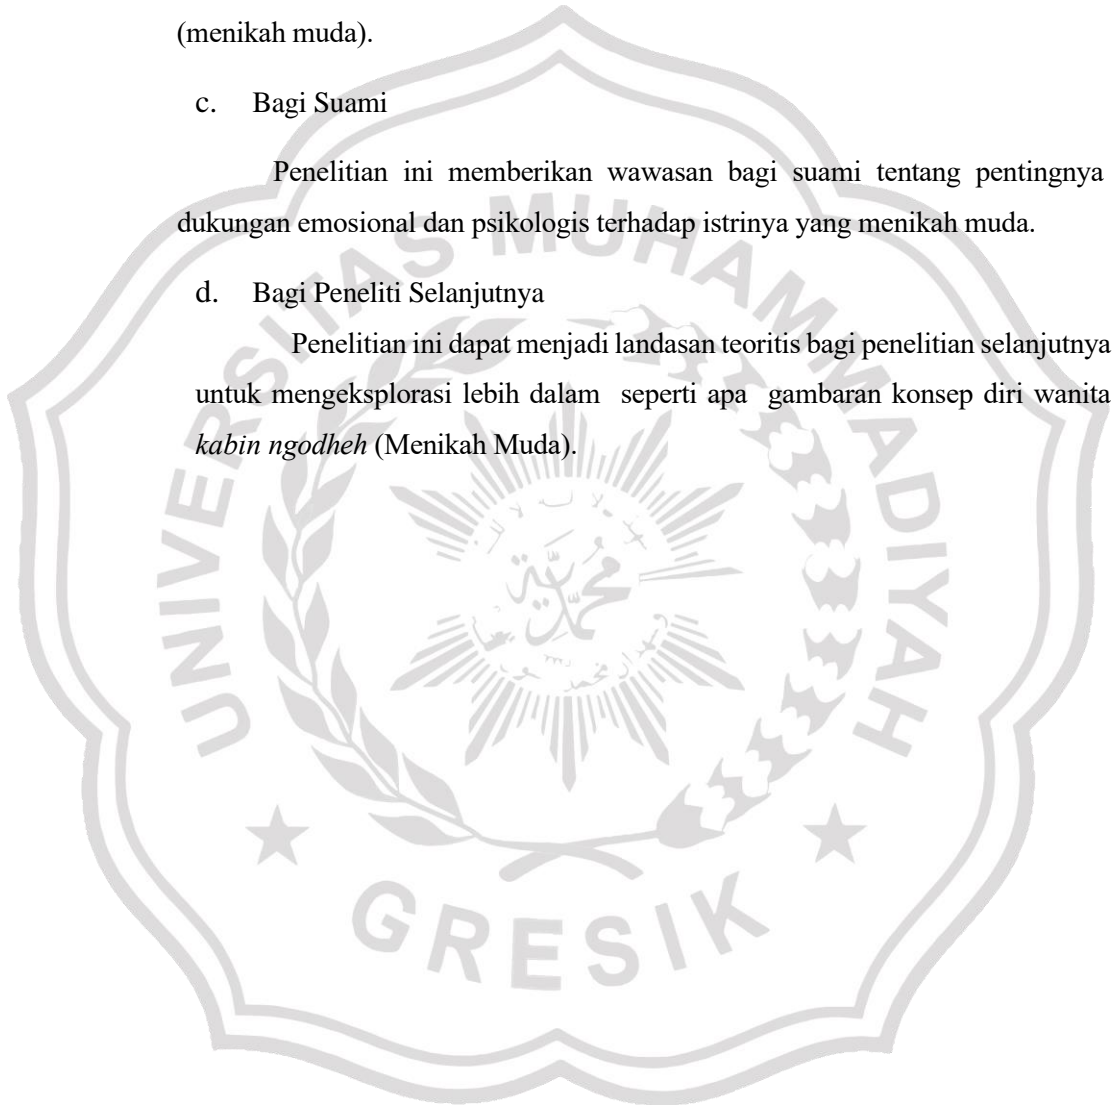 (menikah muda).
c. Bagi Suami
Penelitian ini memberikan wawasan bagi suami tentang pentingnya
dukungan emosional dan psikologis terhadap istrinya yang menikah muda.
d. Bagi Peneliti Selanjutnya
Penelitian ini dapat menjadi landasan teoritis bagi penelitian selanjutnya
untuk mengeksplorasi lebih dalam seperti apa gambaran konsep diri wanita
kabin ngodheh (Menikah Muda).
UNIVERSITAS MUHAMMADIYAH
GRESIK